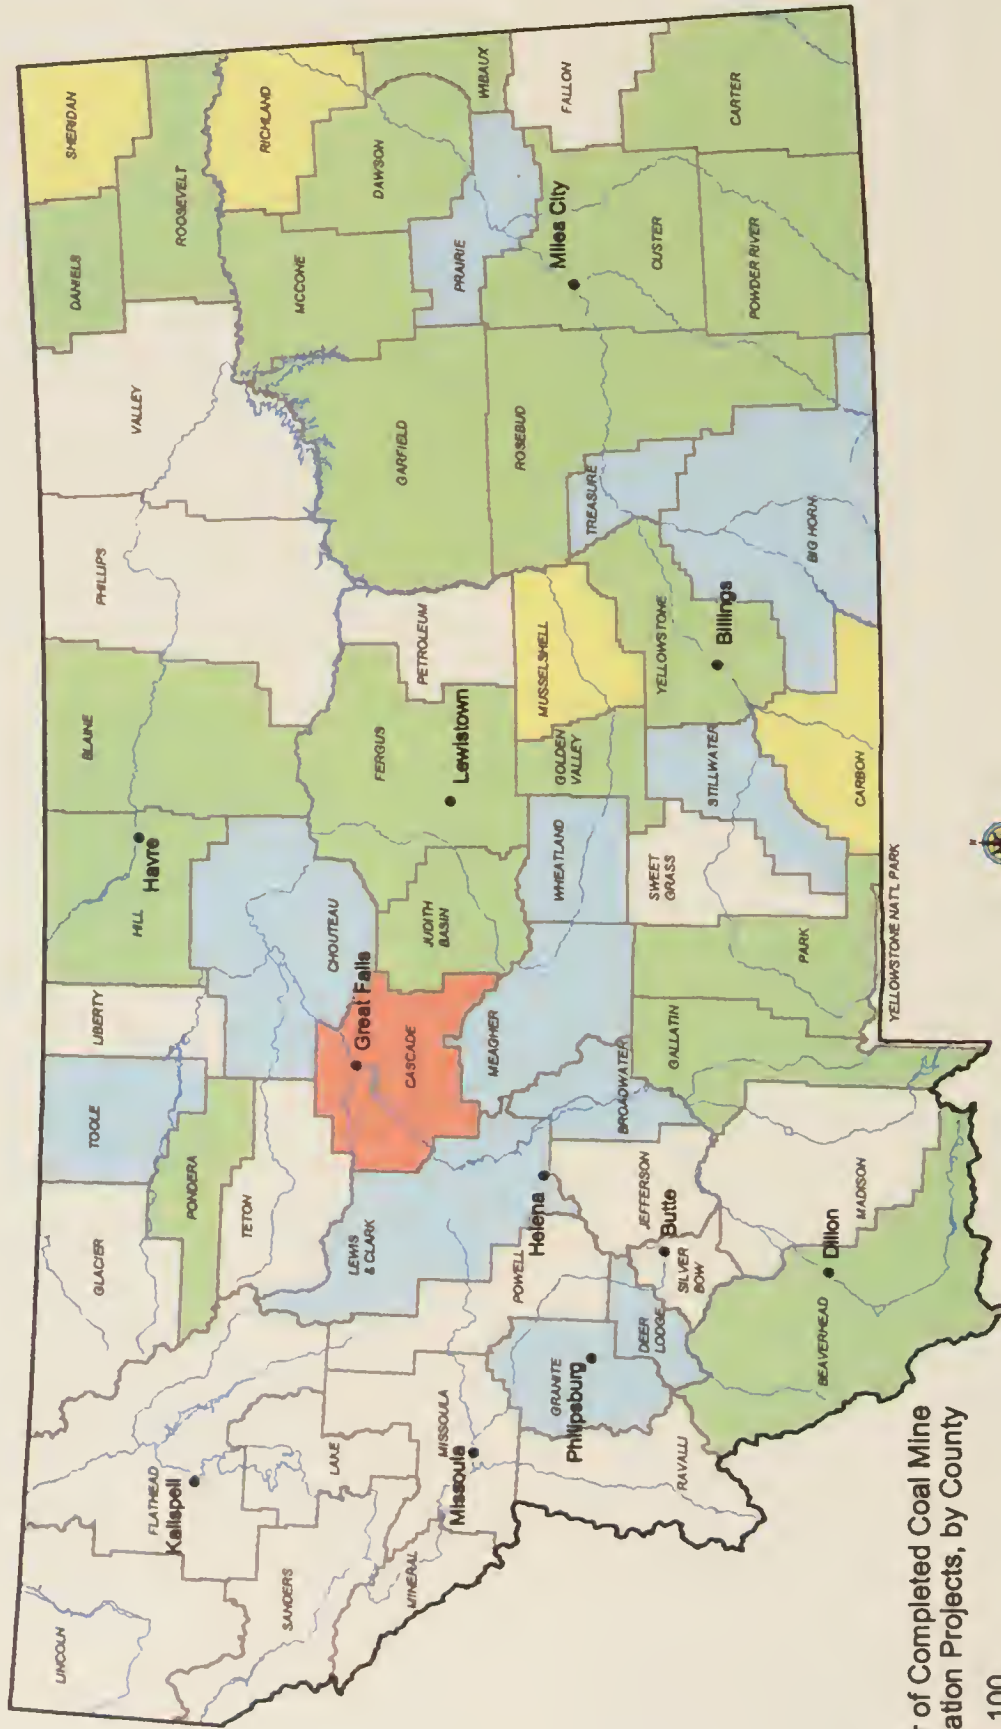 LINCOLN
FLATHEAD
Kalispell
GLACIER
TOOLE
LIBERTY
HILL
Havre
BLAINE
PHILLIPS
VALLEY
DANIELS
SHERIDAN
ROOSEVELT
PONDERA
TETON
CHOUTEAU
SANDERS
LAKE
MINERAL
MISSOULA
Missoula
LEWIS
& CLARK
POWELL
Helena
CASCADE
Great Falls
JUDITH
BASIN
FERGUS
Lewistown
PETROLEUM
GARFIELD
MCCONE
RICHLAND
DAWSON
WIBAUX
PRAIRIE
FALLON
GRANITE
Philipsburg
DEER
LODGE
RAVALLI
JEFFERSON
Butte
SILVER
BOW
BROADWATER
MEAGHER
WHEATLAND
GOLDEN
VALLEY
MUSSELSHELL
ROSEBUD
TREASURE
CUSTER
Miles City
CARTER
POWDER RIVER
BEAVERHEAD
Dillon
MADISON
GALLATIN
PARK
SWEET
GRASS
STILLWATER
YELLOWSTONE
Billings
BIG HORN
CARBON
YELLOWSTONE NAT'L PARK
N
of Completed Coal Mine
ation Projects, by County
100